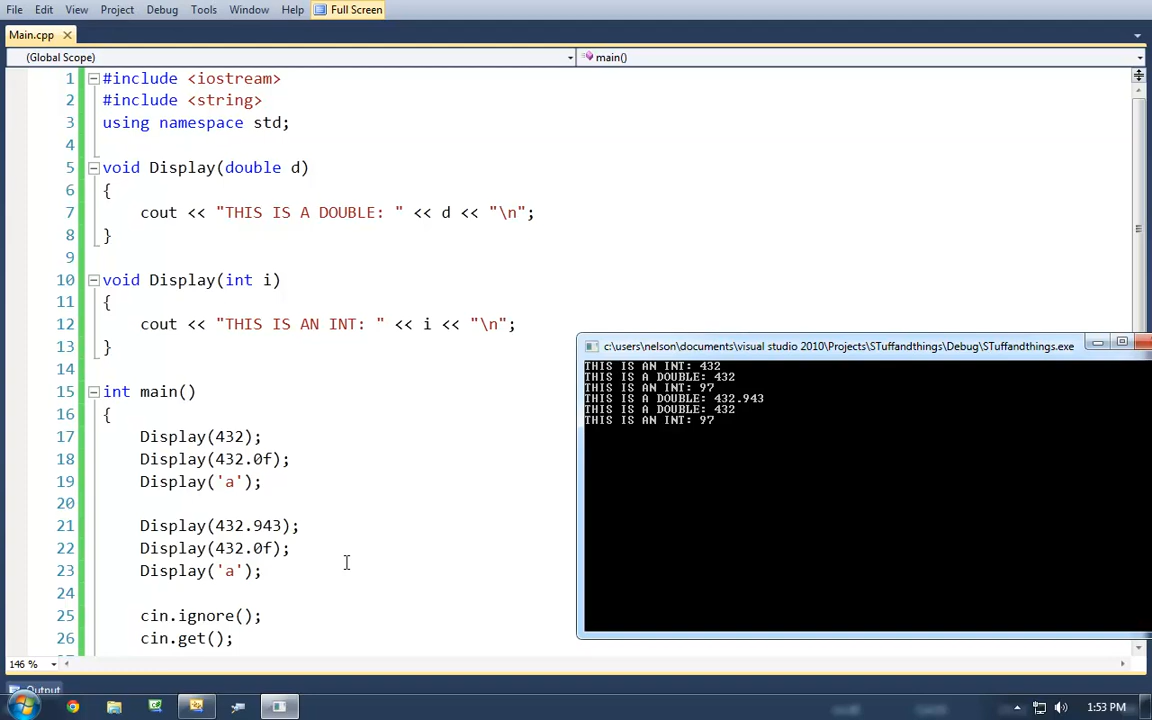 File Edit View Project Debug Tools Window Help Full Screen
Main.cpp
(Global Scope) main()
1 #include <iostream>
2 #include <string>
3 using namespace std;
4
5 void Display(double d)
6 {
7 cout << "THIS IS A DOUBLE: " << d << "\n";
8 }
9
10 void Display(int i)
11 {
12 cout << "THIS IS AN INT: " << i << "\n";
13 }
14
15 int main()
16 {
17 Display(432);
18 Display(432.0f);
19 Display('a');
20
21 Display(432.943);
22 Display(432.0f);
23 Display('a');
24
25 cin.ignore();
26 cin.get();
146 %
c:\users\nelson\documents\visual studio 2010\Projects\STuffandthings\Debug\STuffandthings.exe
THIS IS AN INT: 432
THIS IS A DOUBLE: 432
THIS IS AN INT: 97
THIS IS A DOUBLE: 432.943
THIS IS A DOUBLE: 432
THIS IS AN INT: 97
Output
1:53 PM